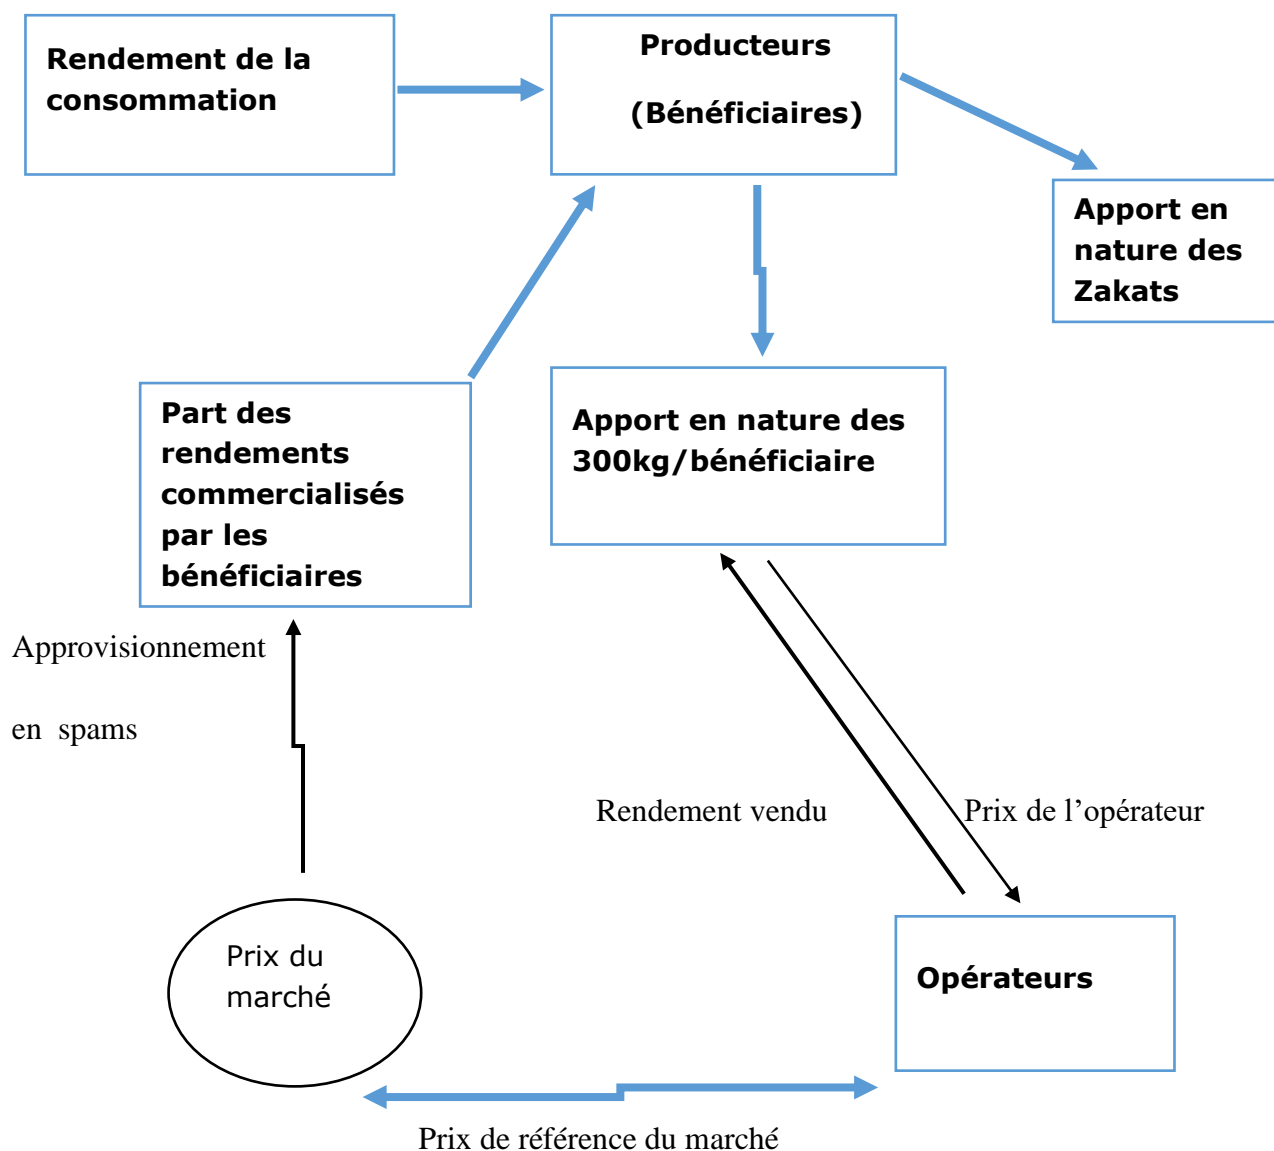 Rendement de la
consommation
Producteurs
(Bénéficiaires)
Apport en
nature des
Zakats
Part des
rendements
commercialisés
par les
bénéficiaires
Apport en nature des
300kg/bénéficiaire
Approvisionnement
en spams
Rendement vendu
Prix de l’opérateur
Prix du
marché
Opérateurs
Prix de référence du marché